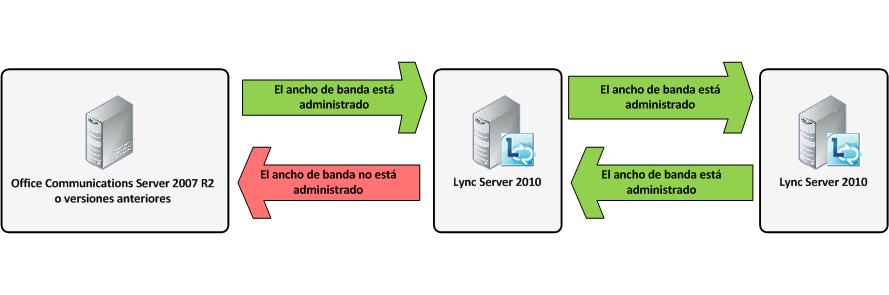 El ancho de banda está
administrado
El ancho de banda está
administrado
El ancho de banda no está
administrado
El ancho de banda está
administrado
Office Communications Server 2007 R2
o versiones anteriores
Lync Server 2010
Lync Server 2010